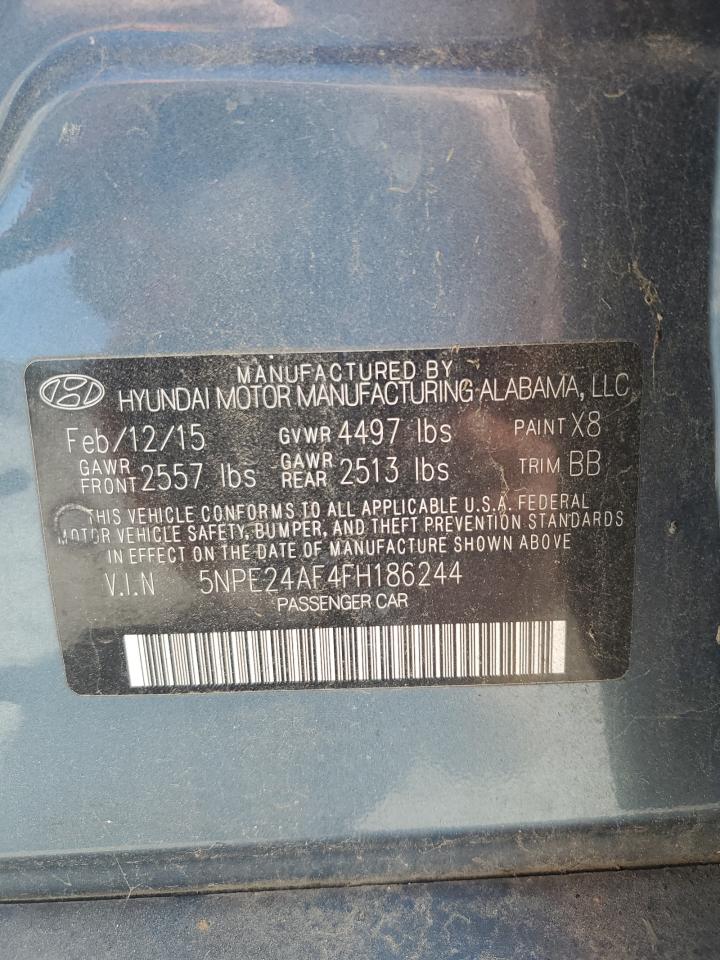 MANUFACTURED BY
HYUNDAI MOTOR MANUFACTURING ALABAMA, LLC
Feb/12/15 GVWR 4497 lbs PAINT X8
GAWR FRONT 2557 lbs GAWR REAR 2513 lbs TRIM BB
THIS VEHICLE CONFORMS TO ALL APPLICABLE U.S.A. FEDERAL
MOTOR VEHICLE SAFETY, BUMPER, AND THEFT PREVENTION STANDARDS
IN EFFECT ON THE DATE OF MANUFACTURE SHOWN ABOVE
V.I.N 5NPE24AF4FH186244
PASSENGER CAR